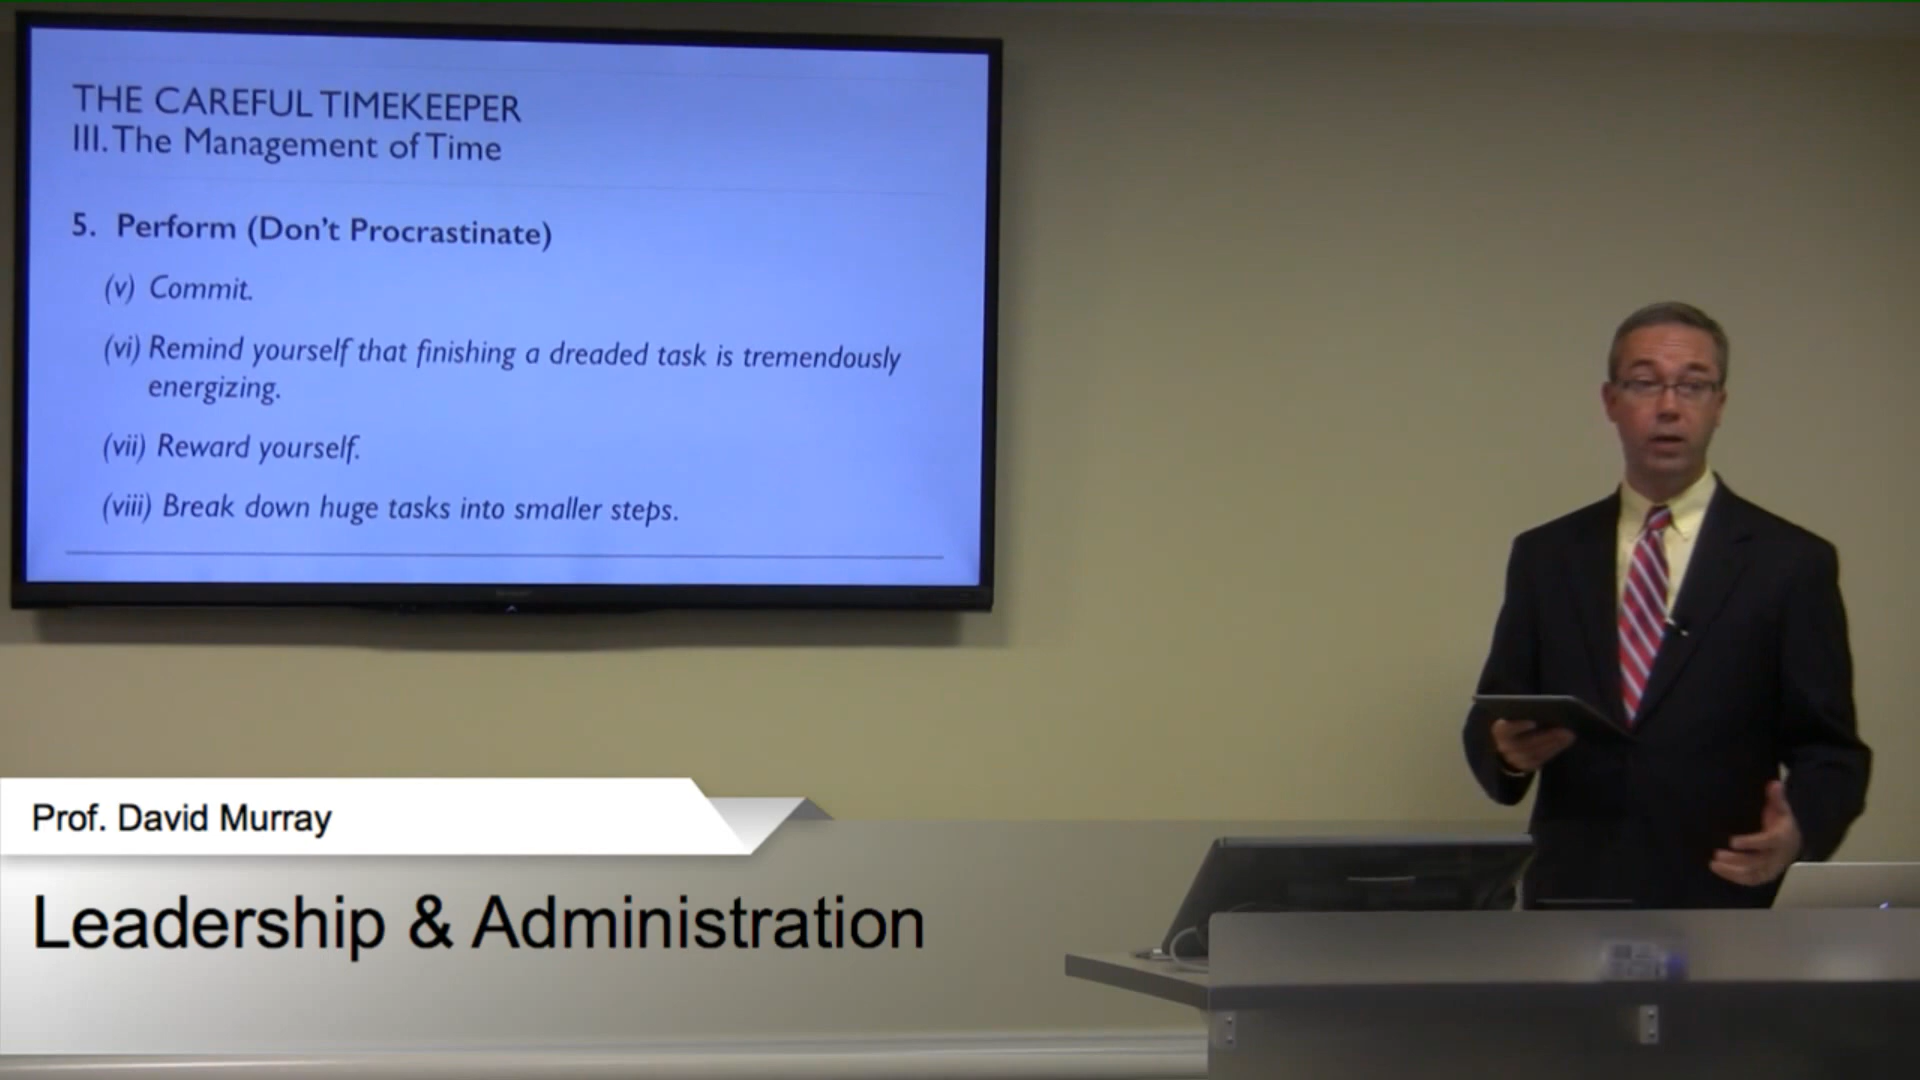 THE CAREFUL TIMEKEEPER
III. The Management of Time
5. Perform (Don't Procrastinate)
(v) Commit.
(vi) Remind yourself that finishing a dreaded task is tremendously
energizing.
(vii) Reward yourself.
(viii) Break down huge tasks into smaller steps.
Prof. David Murray
Leadership & Administration